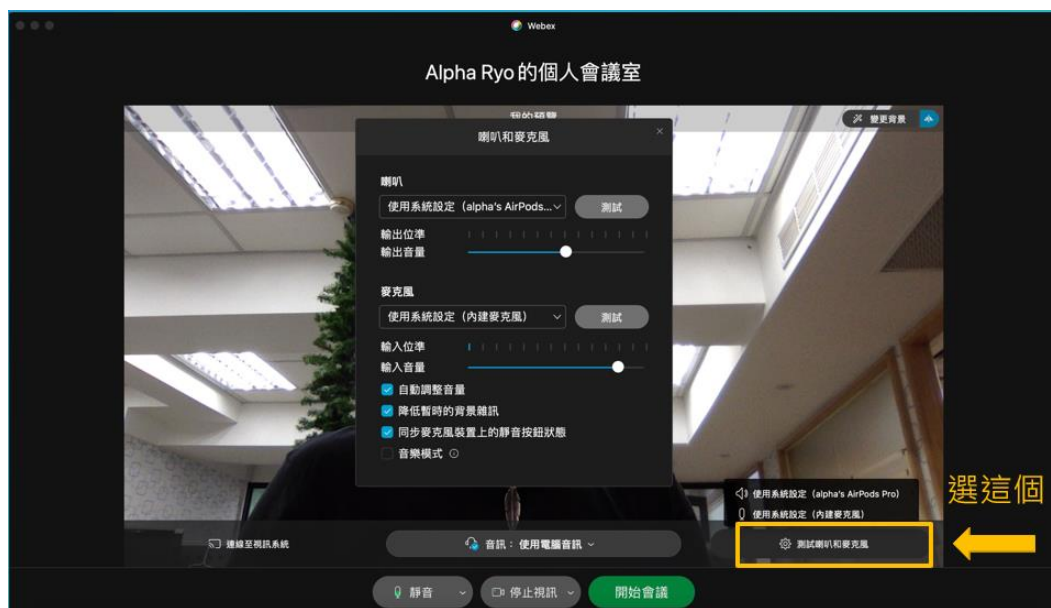 Webex
Alpha Ryo的個人會議室
我的預覽
變更背景
喇叭和麥克風
喇叭
使用系統設定（alpha's AirPods...
測試
輸出位準
輸出音量
麥克風
使用系統設定（內建麥克風）
測試
輸入位準
輸入音量
自動調整音量
降低暫時的背景雜訊
同步麥克風裝置上的靜音按鈕狀態
音樂模式
使用系統設定（alpha's AirPods Pro）
使用系統設定（內建麥克風）
選這個
連線至視訊系統
音訊：使用電腦音訊
測試喇叭和麥克風
靜音
停止視訊
開始會議